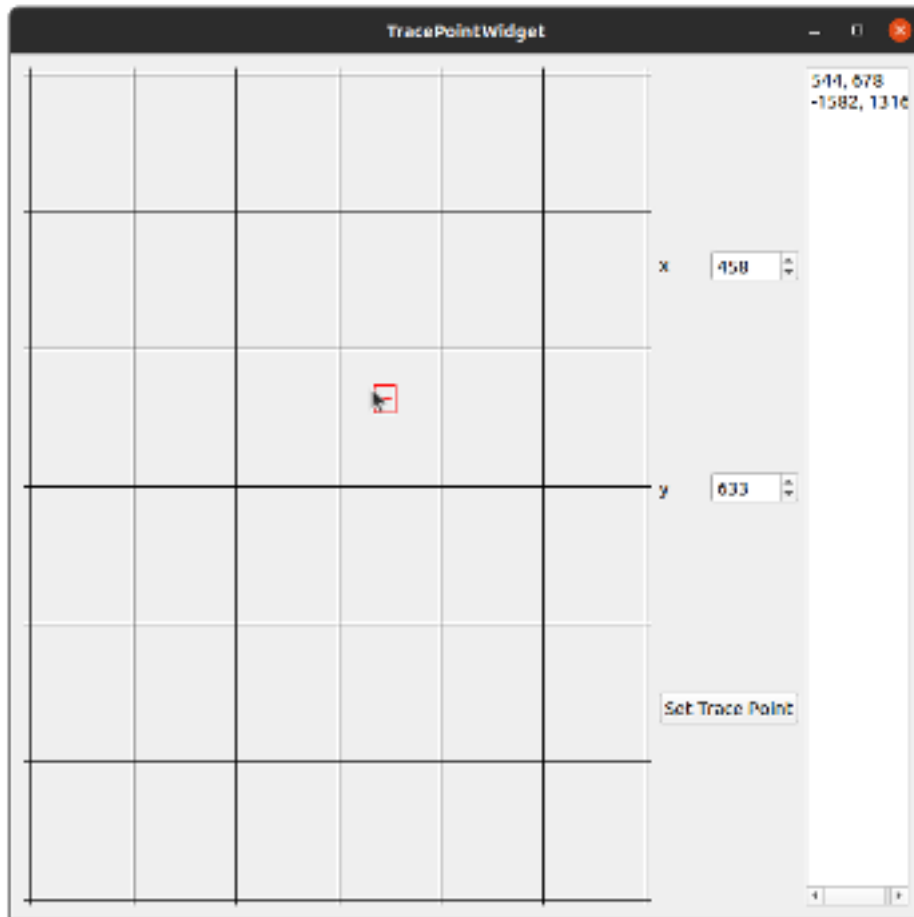 TracePointWidget
544, 678
-1582, 1316
x 458
y 633
Set Trace Point